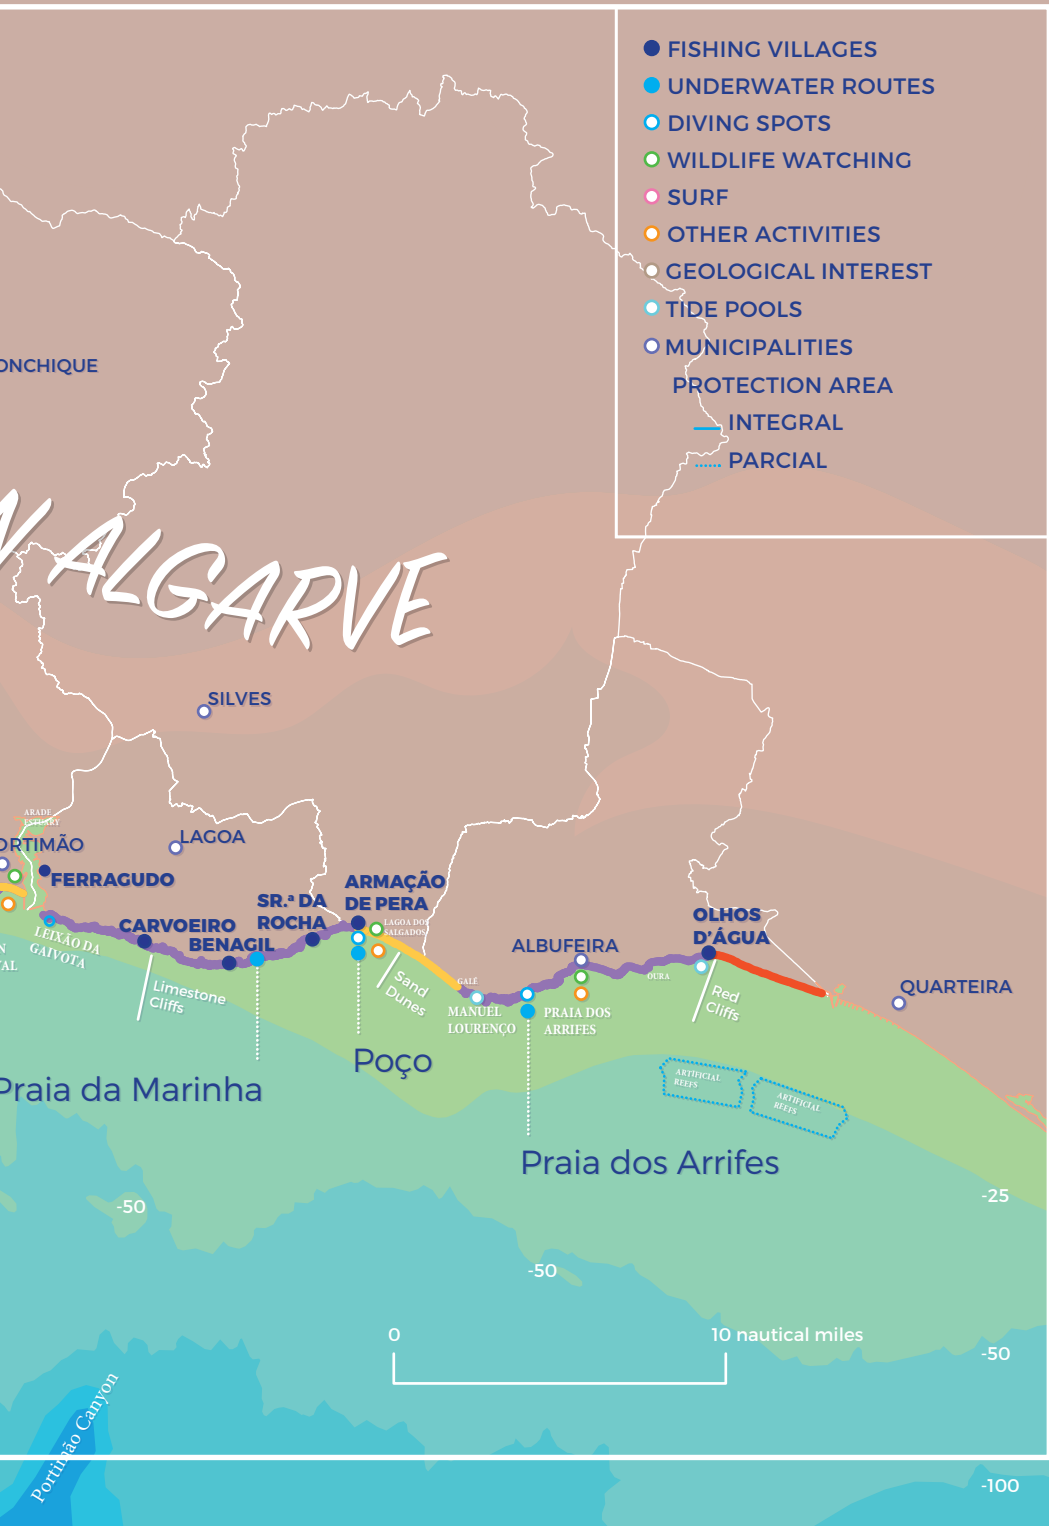 FISHING VILLAGES
UNDERWATER ROUTES
DIVING SPOTS
WILDLIFE WATCHING
SURF
OTHER ACTIVITIES
GEOLOGICAL INTEREST
TIDE POOLS
MUNICIPALITIES
PROTECTION AREA
INTEGRAL
PARCIAL
ONCHIQUE
N ALGARVE
SILVES
ARADE
ESTUARY
ORTIMÃO
LAGOA
FERRAGUDO
ARMAÇÃO
DE PERA
SR.ª DA
ROCHA
CARVOEIRO
BENAGIL
LAGOA DOS
SALGADOS
OLHOS
D'ÁGUA
ALBUFEIRA
LEIXÃO DA
GAIVOTA
N
AL
Limestone
Cliffs
Sand
Dunes
GALÉ
MANUEL
LOURENÇO
PRAIA DOS
ARRIFES
OURA
Red
Cliffs
QUARTEIRA
Poço
Praia da Marinha
ARTIFICIAL
REEFS
ARTIFICIAL
REEFS
Praia dos Arrifes
-25
-50
-50
0
10 nautical miles
-50
Portimão Canyon
-100